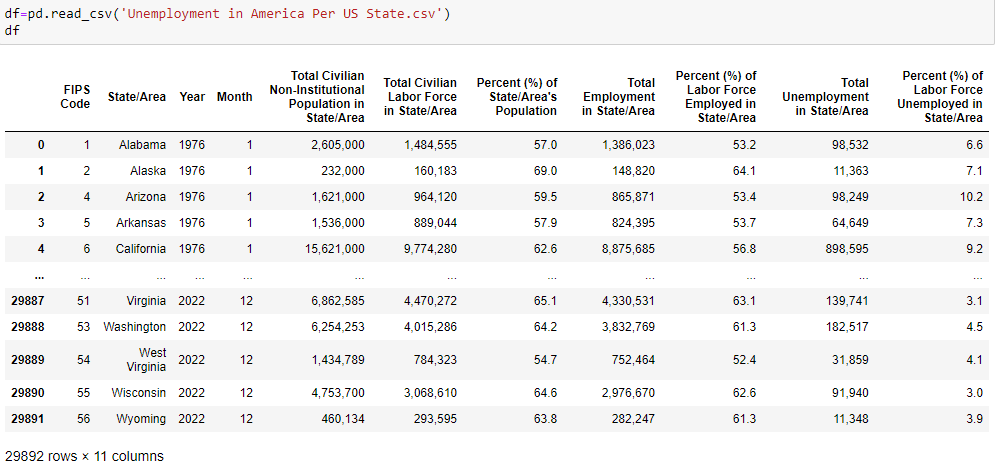 df=pd.read_csv('Unemployment in America Per US State.csv')
df
FIPS Code State/Area Year Month Total Civilian Non-Institutional Population in State/Area Total Civilian Labor Force in State/Area Percent (%) of State/Area's Population Total Employment in State/Area Percent (%) of Labor Force Employed in State/Area Total Unemployment in State/Area Percent (%) of Labor Force Unemployed in State/Area
0 1 Alabama 1976 1 2,605,000 1,484,555 57.0 1,386,023 53.2 98,532 6.6
1 2 Alaska 1976 1 232,000 160,183 69.0 148,820 64.1 11,363 7.1
2 4 Arizona 1976 1 1,621,000 964,120 59.5 865,871 53.4 98,249 10.2
3 5 Arkansas 1976 1 1,536,000 889,044 57.9 824,395 53.7 64,649 7.3
4 6 California 1976 1 15,621,000 9,774,280 62.6 8,875,685 56.8 898,595 9.2
... ... ... ... ... ... ... ... ... ... ... ...
29887 51 Virginia 2022 12 6,862,585 4,470,272 65.1 4,330,531 63.1 139,741 3.1
29888 53 Washington 2022 12 6,254,253 4,015,286 64.2 3,832,769 61.3 182,517 4.5
29889 54 West Virginia 2022 12 1,434,789 784,323 54.7 752,464 52.4 31,859 4.1
29890 55 Wisconsin 2022 12 4,753,700 3,068,610 64.6 2,976,670 62.6 91,940 3.0
29891 56 Wyoming 2022 12 460,134 293,595 63.8 282,247 61.3 11,348 3.9
29892 rows × 11 columns